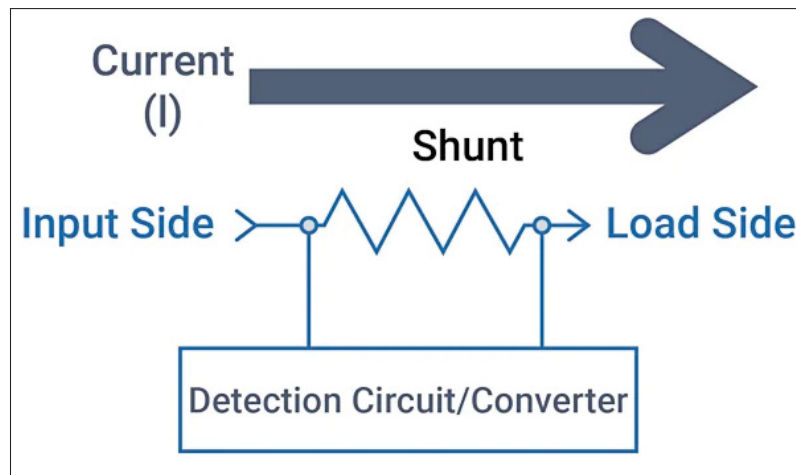 Current
(I)
Shunt
Input Side
Load Side
Detection Circuit/Converter